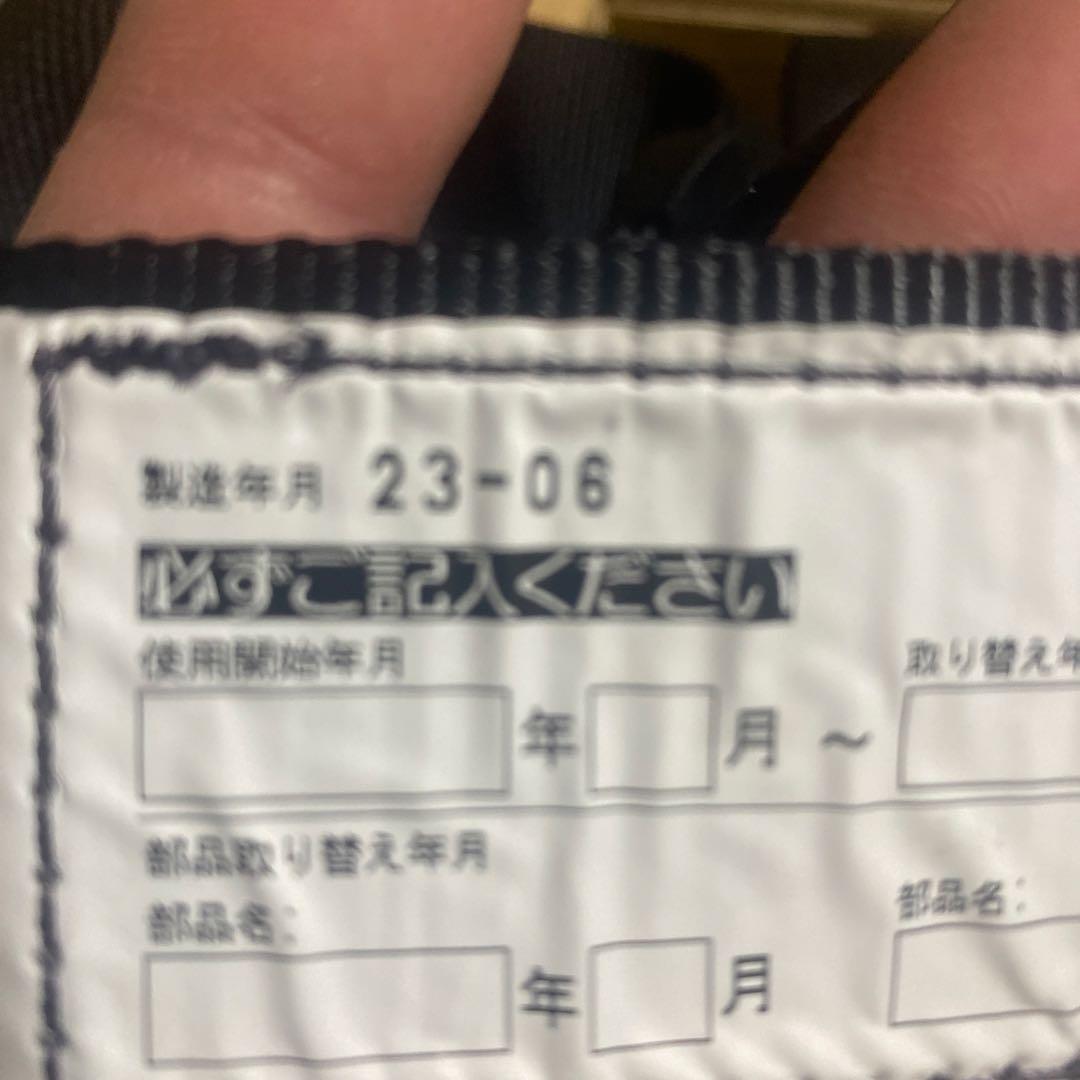 製造年月 23-06
必ずご記入ください
使用開始年月 取り替え年
年 月 ~
部品取り替え年月
部品名: 部品名:
年 月